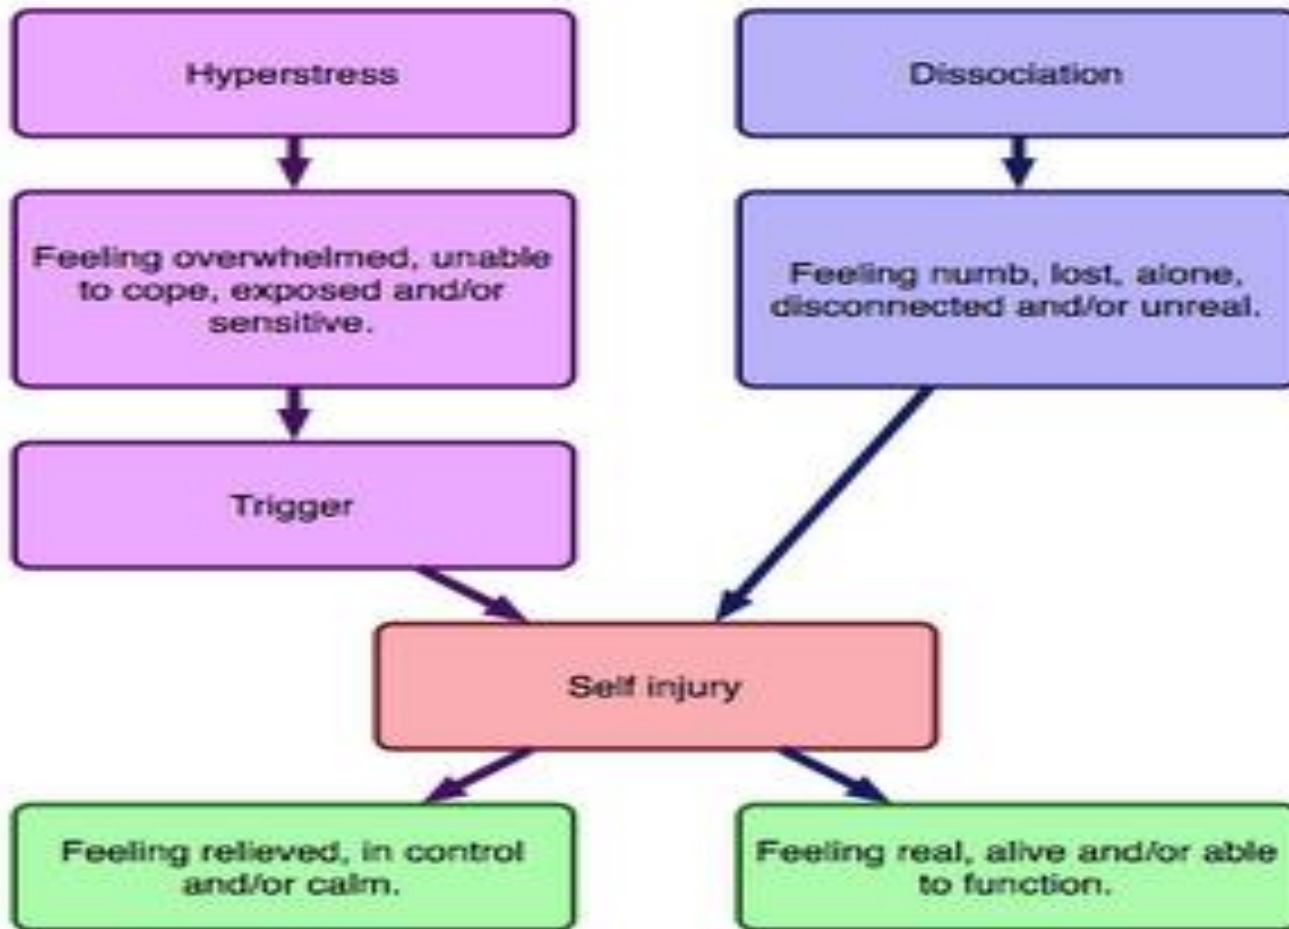 Hyperstress
Dissociation
Feeling overwhelmed, unable
to cope, exposed and/or
sensitive.
Feeling numb, lost, alone,
disconnected and/or unreal.
Trigger
Self injury
Feeling relieved, in control
and/or calm.
Feeling real, alive and/or able
to function.